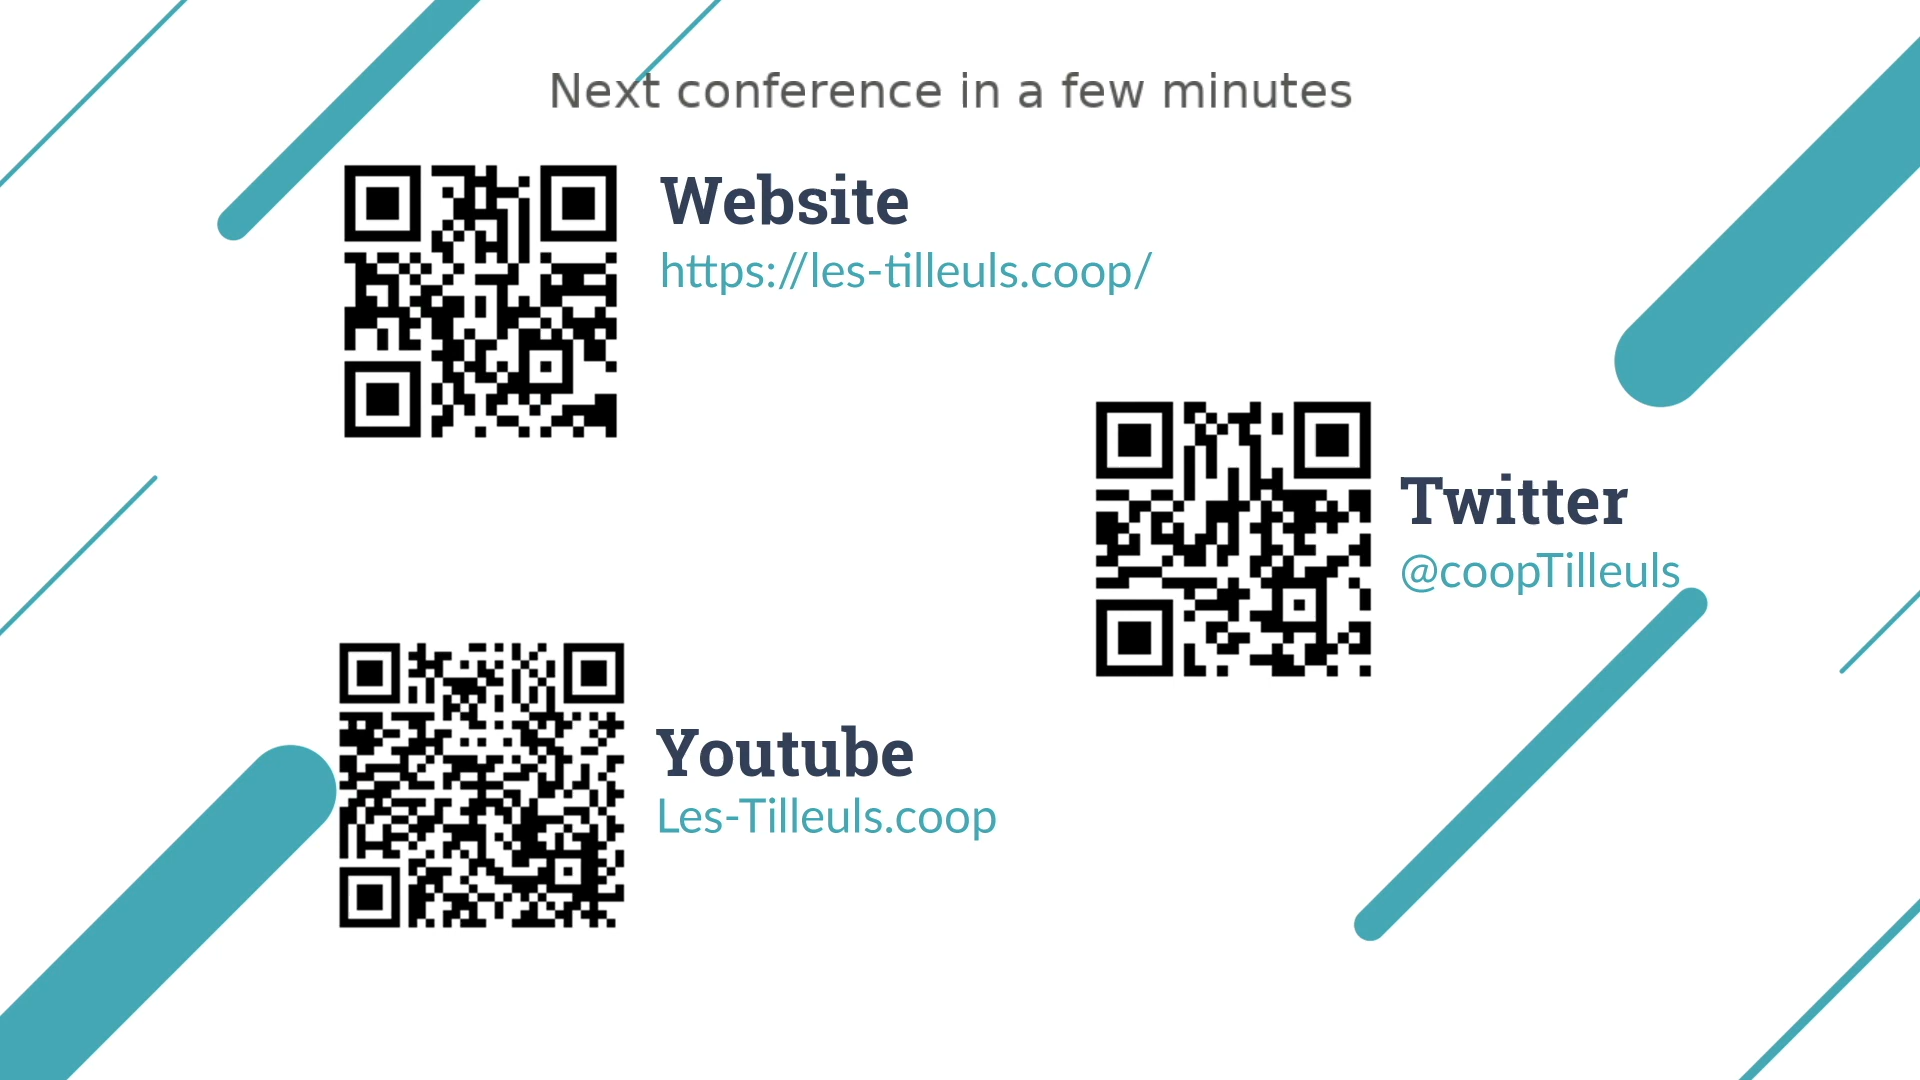 Next conference in a few minutes
Website
https://les-tilleuls.coop/
Twitter
@coopTilleuls
Youtube
Les-Tilleuls.coop